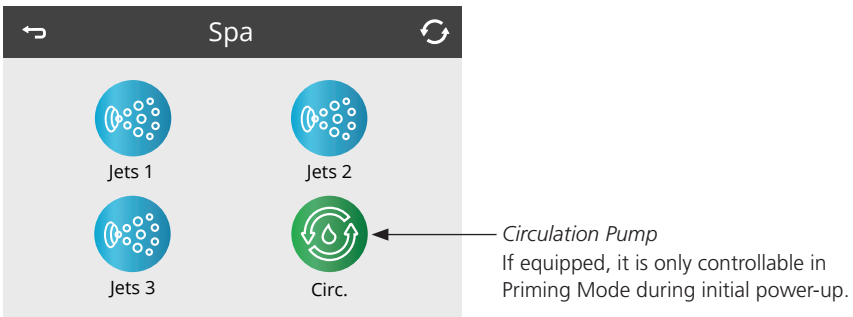 Spa
Jets 1
Jets 2
Jets 3
Circ.
Circulation Pump
If equipped, it is only controllable in
Priming Mode during initial power-up.